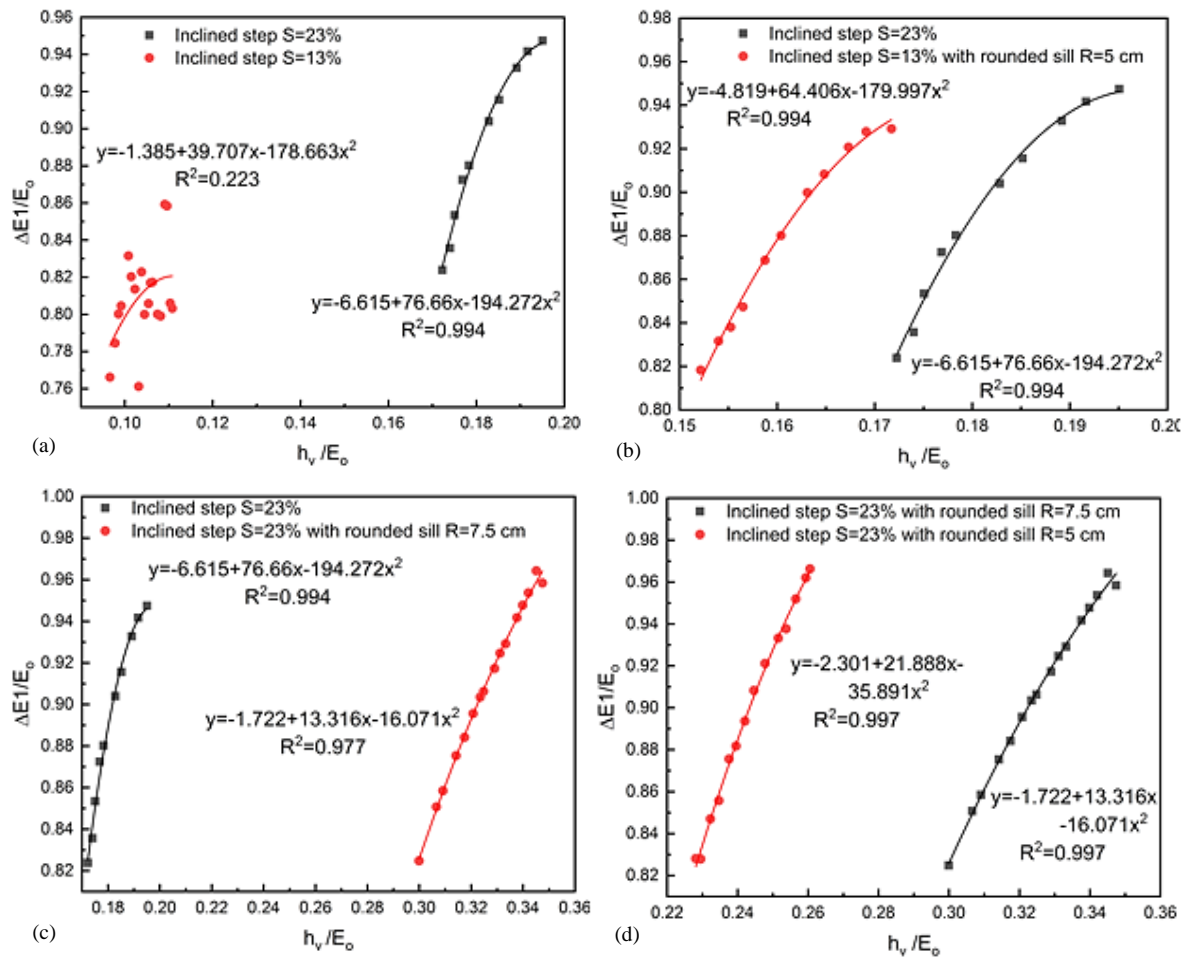 0.96
0.94
0.92
0.90
0.88
0.86
0.84
0.82
0.80
0.78
0.76
ΔE1/Eₒ
Inclined step S=23%
Inclined step S=13%
y=-1.385+39.707x-178.663x²
R²=0.223
y=-6.615+76.66x-194.272x²
R²=0.994
0.10 0.12 0.14 0.16 0.18 0.20
(a)
hᵥ/Eₒ
0.98
0.96
0.94
0.92
0.90
0.88
0.86
0.84
0.82
0.80
ΔE1/Eₒ
Inclined step S=23%
Inclined step S=13% with rounded sill R=5 cm
y=-4.819+64.406x-179.997x²
R²=0.994
y=-6.615+76.66x-194.272x²
R²=0.994
0.15 0.16 0.17 0.18 0.19 0.20
(b)
hᵥ/Eₒ
1.00
0.98
0.96
0.94
0.92
0.90
0.88
0.86
0.84
0.82
ΔE1/Eₒ
Inclined step S=23%
Inclined step S=23% with rounded sill R=7.5 cm
y=-6.615+76.66x-194.272x²
R²=0.994
y=-1.722+13.316x-16.071x²
R²=0.977
0.18 0.20 0.22 0.24 0.26 0.28 0.30 0.32 0.34 0.36
(c)
hᵥ/Eₒ
1.00
0.98
0.96
0.94
0.92
0.90
0.88
0.86
0.84
0.82
ΔE1/Eₒ
Inclined step S=23% with rounded sill R=7.5 cm
Inclined step S=23% with rounded sill R=5 cm
y=-2.301+21.888x-
35.891x²
R²=0.997
y=-1.722+13.316x
-16.071x²
R²=0.997
0.22 0.24 0.26 0.28 0.30 0.32 0.34 0.36
(d)
hᵥ/Eₒ